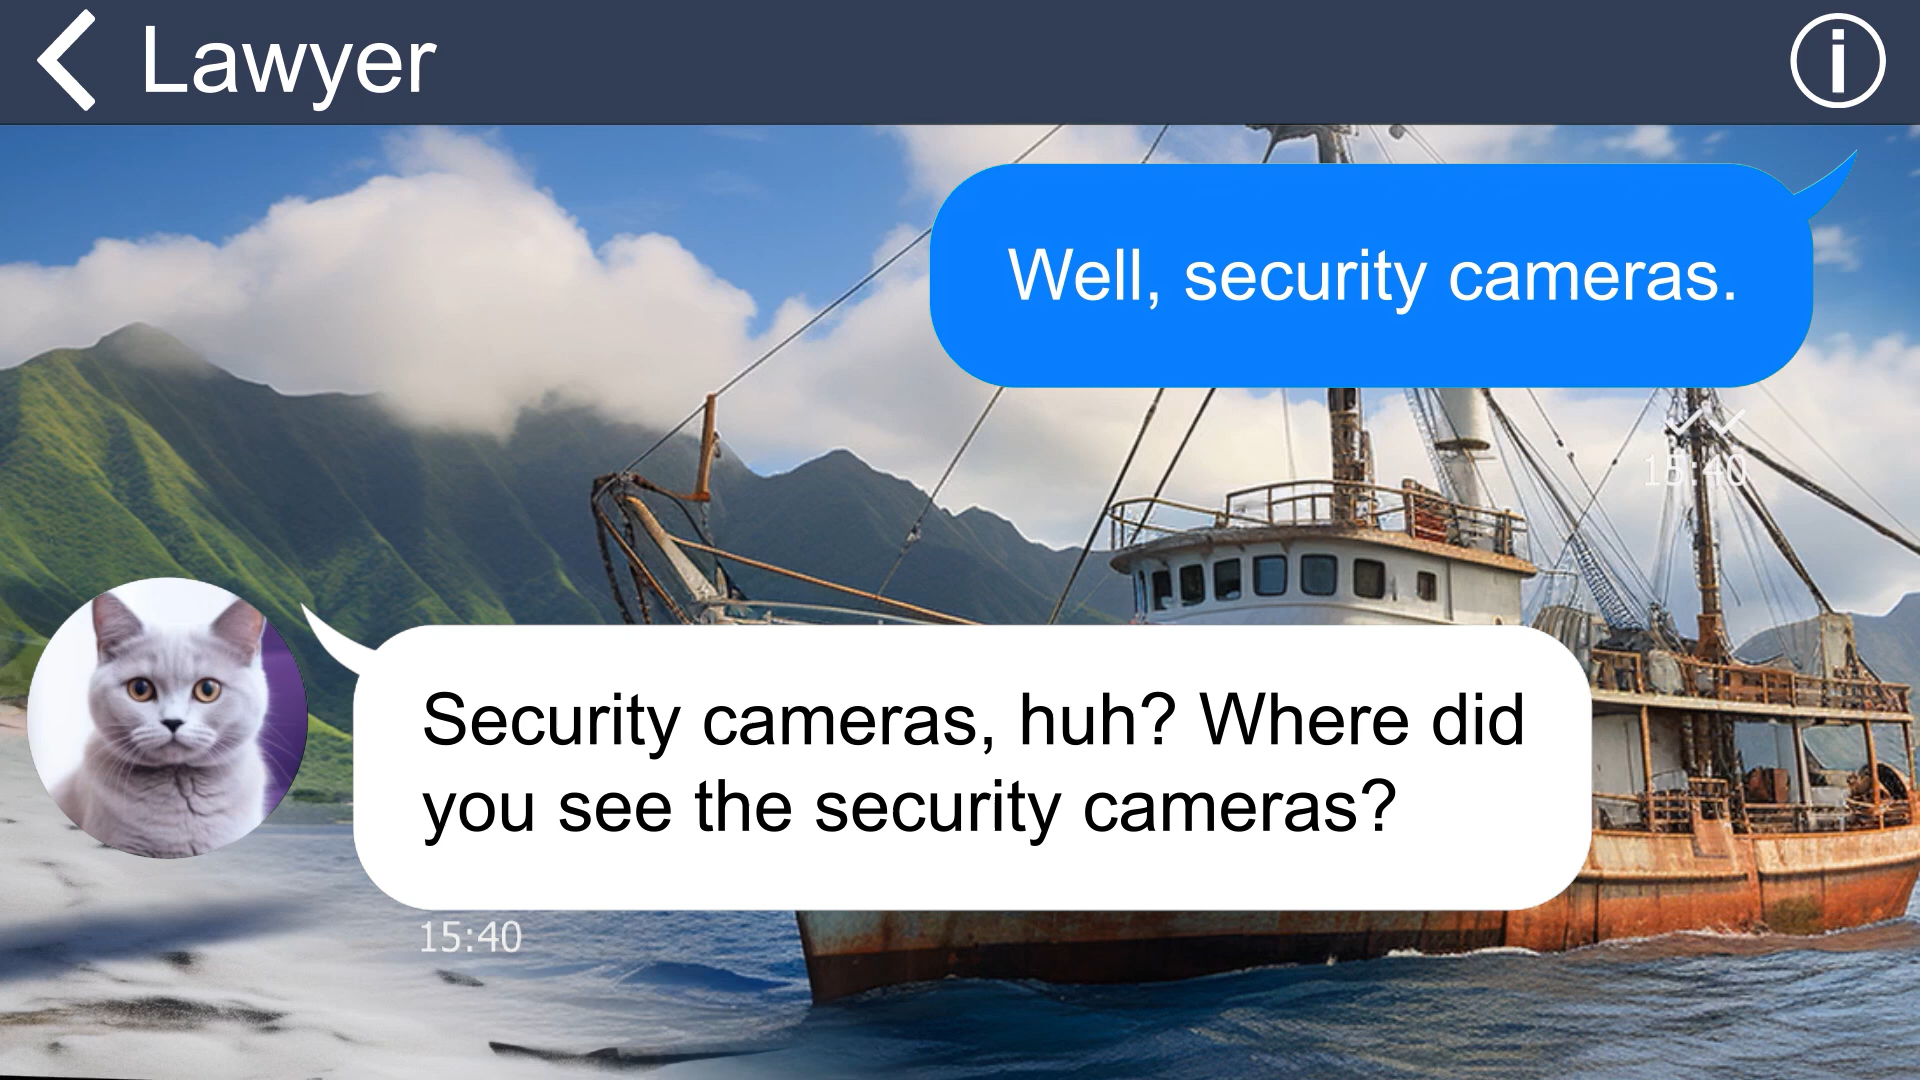 Lawyer
Well, security cameras.
15:40
Security cameras, huh? Where did
you see the security cameras?
15:40